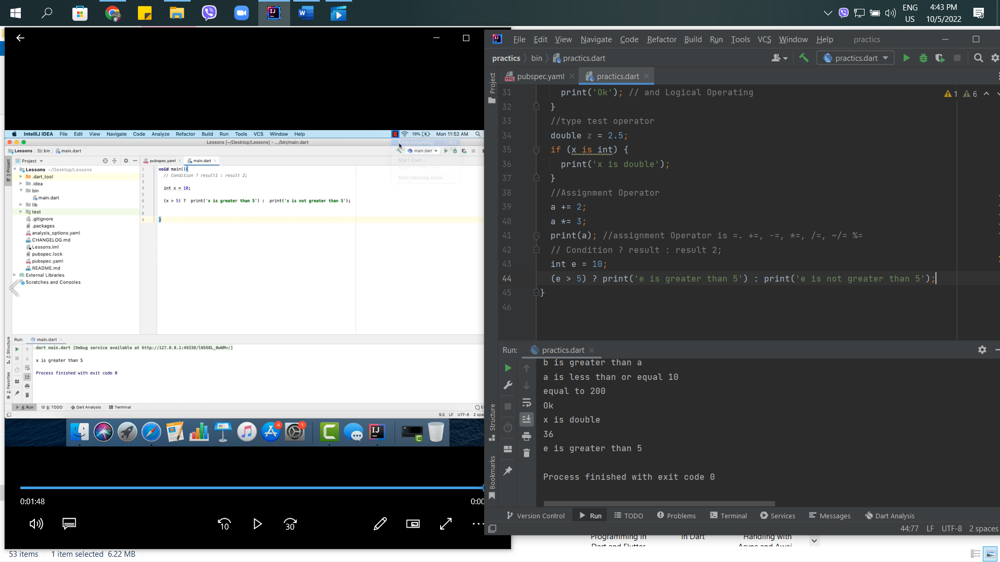 ENG
US
4:43 PM
10/5/2022
IntelliJ IDEA File Edit View Navigate Code Analyze Refactor Build Run Tools VCS Window Help
19% Mon 11:52 AM
Lessons [~/Desktop/Lessons] - .../bin/main.dart
Stop Recording
Start Over...
Hide Desktop Icons
Lessons bin main.dart
main.dart
Project
pubspec.yaml main.dart
1: Project
Lessons ~/Desktop/Lessons
.dart_tool
.idea
bin
main.dart
lib
test
.gitignore
.packages
analysis_options.yaml
CHANGELOG.md
Lessons.iml
pubspec.lock
pubspec.yaml
README.md
External Libraries
Scratches and Consoles
1 void main(){
2 // Condition ? result1 : result 2;
3
4 int x = 10;
5
6 (x > 5) ? print('x is greater than 5') : print('x is not greater than 5');
7
8
9 }
Run: main.dart
dart main.dart [Debug service available at http://127.0.0.1:49330/lN568L_0wNM=/]
x is greater than 5
Process finished with exit code 0
Z: Structure
2: Favorites
4: Run 6: TODO Dart Analysis Terminal
9:2 LF UTF-8
4
1
0:01:48
10
30
53 items 1 item selected 6.22 MB
File Edit View Navigate Code Refactor Build Run Tools VCS Window Help practics
practics bin practics.dart
practics.dart
Project
pubspec.yaml practics.dart
1 6
31 print('Ok'); // and Logical Operating
32 }
33 //type test operator
34 double z = 2.5;
35 if (x is int) {
36 print('x is double');
37 }
38 //Assignment Operator
39 a += 2;
40 a *= 3;
41 print(a); //assignment Operator is =. +=, -=, *=, /=, ~/= %=
42 // Condition ? result : result 2;
43 int e = 10;
44 (e > 5) ? print('e is greater than 5') : print('e is not greater than 5');
45 }
46
Run: practics.dart
b is greater than a
a is less than or equal 10
equal to 200
Ok
x is double
36
e is greater than 5
Process finished with exit code 0
Structure
Bookmarks
Version Control Run TODO Problems Terminal Services Messages Dart Analysis
44:77 LF UTF-8 2 spaces
Programming in
Dart and Flutter
in Dart
Handling with